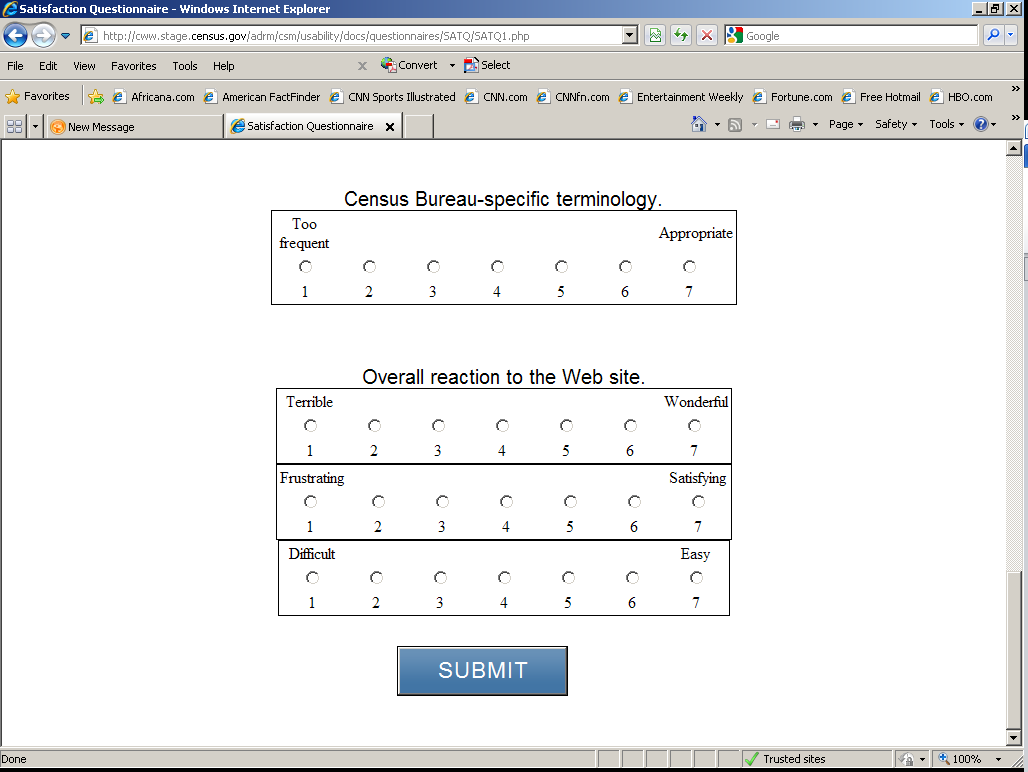 Satisfaction Questionnaire - Windows Internet Explorer
http://cww.stage.census.gov/adrm/csm/usability/docs/questionnaires/SATQ/SATQ1.php Google
File Edit View Favorites Tools Help x Convert Select
Favorites Africana.com American FactFinder CNN Sports Illustrated CNN.com CNNfn.com Entertainment Weekly Fortune.com Free Hotmail HBO.com »
New Message Satisfaction Questionnaire x Page Safety Tools »
Census Bureau-specific terminology.
Too
frequent Appropriate
1 2 3 4 5 6 7
Overall reaction to the Web site.
Terrible Wonderful
1 2 3 4 5 6 7
Frustrating Satisfying
1 2 3 4 5 6 7
Difficult Easy
1 2 3 4 5 6 7
SUBMIT
Done Trusted sites 100%